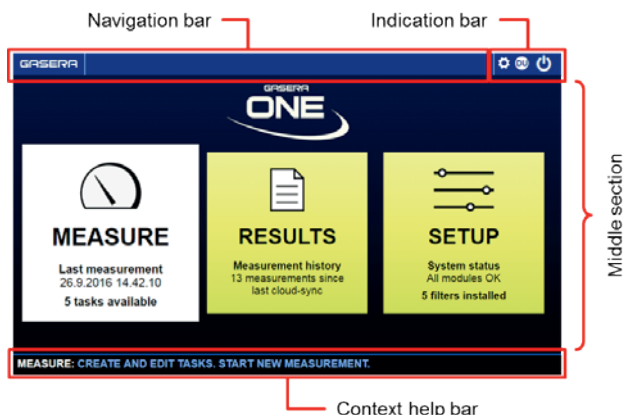 Navigation bar
Indication bar
GASERA
DU
GASERA
ONE
MEASURE
Last measurement
26.9.2016 14.42.10
5 tasks available
RESULTS
Measurement history
13 measurements since
last cloud-sync
SETUP
System status
All modules OK
5 filters installed
Middle section
MEASURE: CREATE AND EDIT TASKS. START NEW MEASUREMENT.
Context help bar